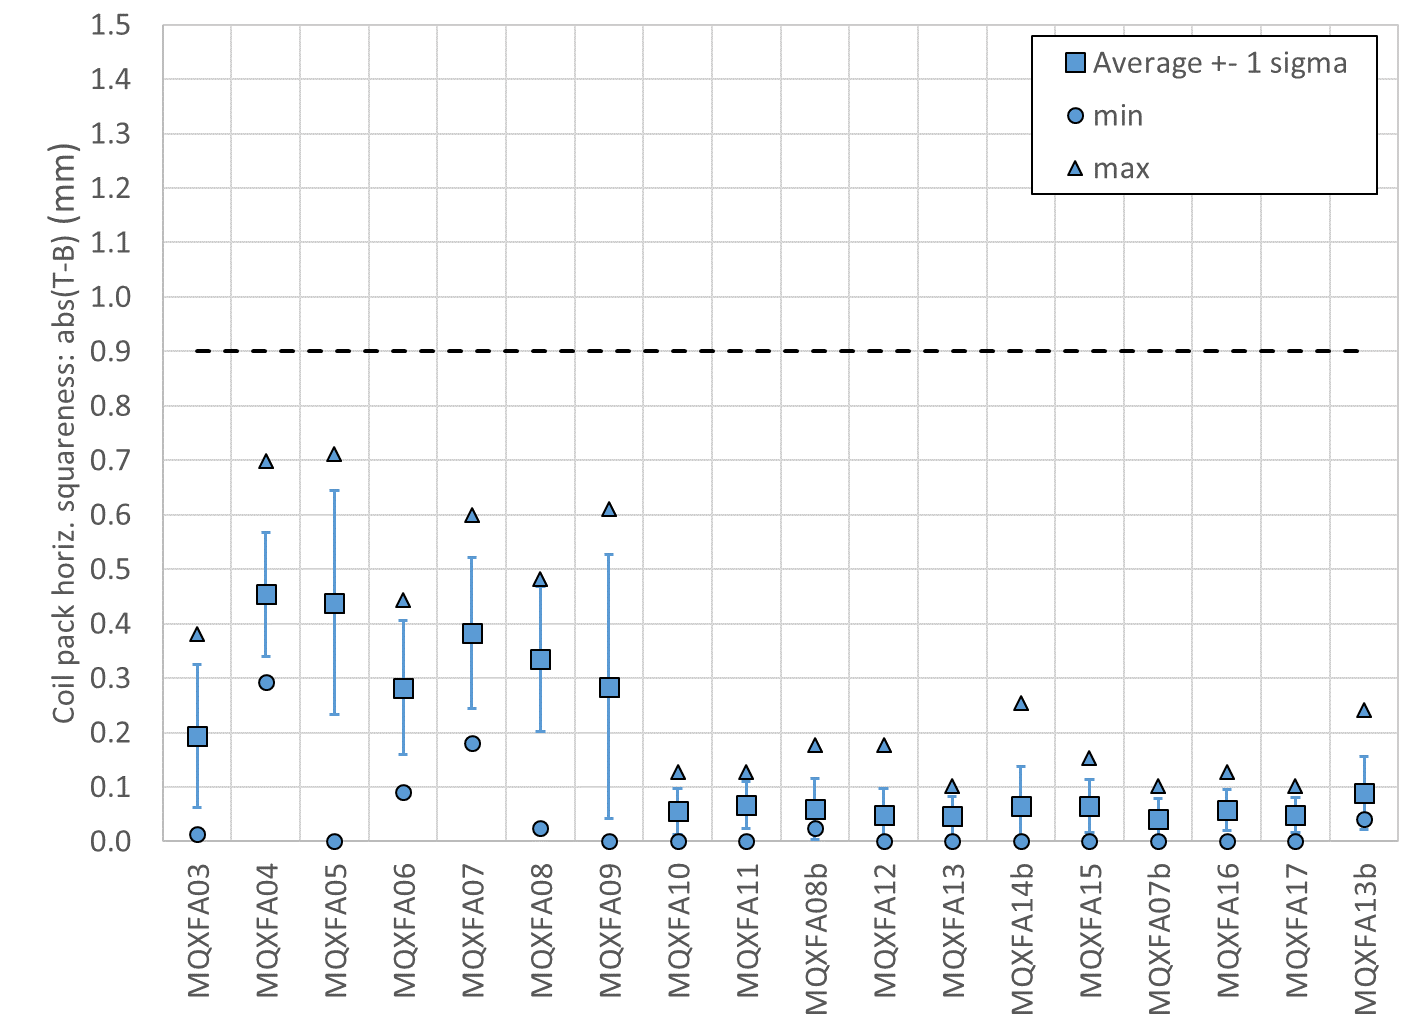 1.5
1.4
1.3
1.2
1.1
1.0
0.9
0.8
0.7
0.6
0.5
0.4
0.3
0.2
0.1
0.0
Coil pack horiz. squareness: abs(T-B) (mm)
Average +- 1 sigma
min
max
MQXFA03
MQXFA04
MQXFA05
MQXFA06
MQXFA07
MQXFA08
MQXFA09
MQXFA10
MQXFA11
MQXFA08b
MQXFA12
MQXFA13
MQXFA14b
MQXFA15
MQXFA07b
MQXFA16
MQXFA17
MQXFA13b